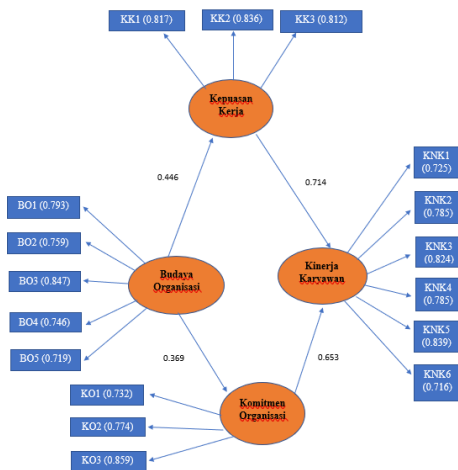 KK1 (0.817)
KK2 (0.836)
KK3 (0.812)
Kepuasan
Kerja
0.446
0.714
KNK1
(0.725)
KNK2
(0.785)
KNK3
(0.824)
KNK4
(0.785)
KNK5
(0.839)
KNK6
(0.716)
BO1 (0.793)
BO2 (0.759)
BO3 (0.847)
BO4 (0.746)
BO5 (0.719)
Budaya
Organisasi
Kinerja
Karyawan
0.369
0.653
KO1 (0.732)
KO2 (0.774)
KO3 (0.859)
Komitmen
Organisasi